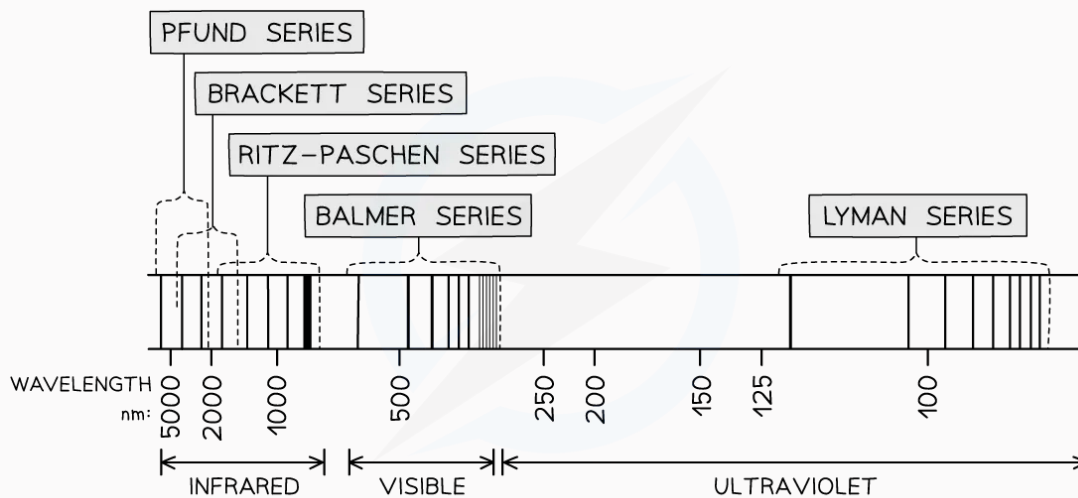 PFUND SERIES
BRACKETT SERIES
RITZ-PASCHEN SERIES
BALMER SERIES
LYMAN SERIES
WAVELENGTH
nm:
5000
2000
1000
500
250
200
150
125
100
INFRARED
VISIBLE
ULTRAVIOLET